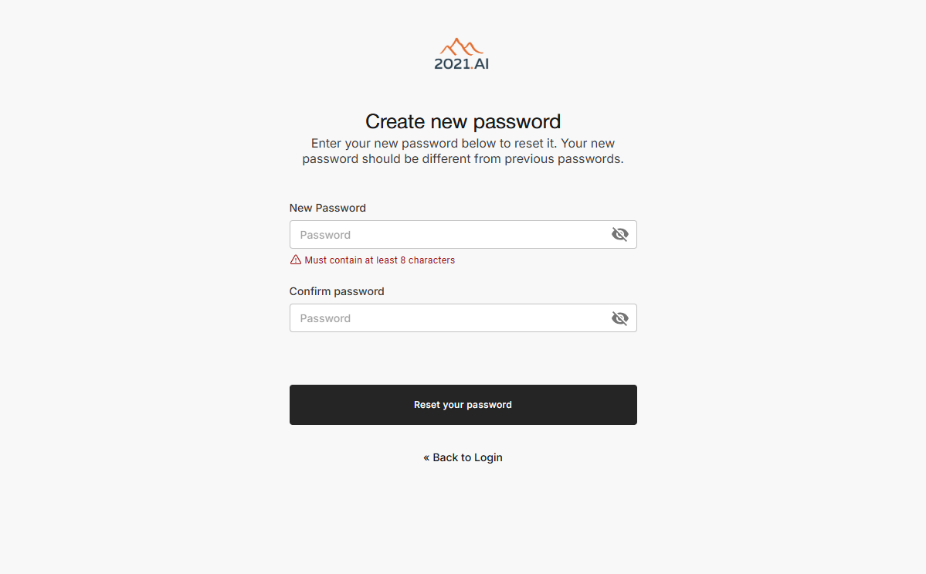 2021.AI
Create new password
Enter your new password below to reset it. Your new
password should be different from previous passwords.
New Password
Password
Must contain at least 8 characters
Confirm password
Password
Reset your password
« Back to Login